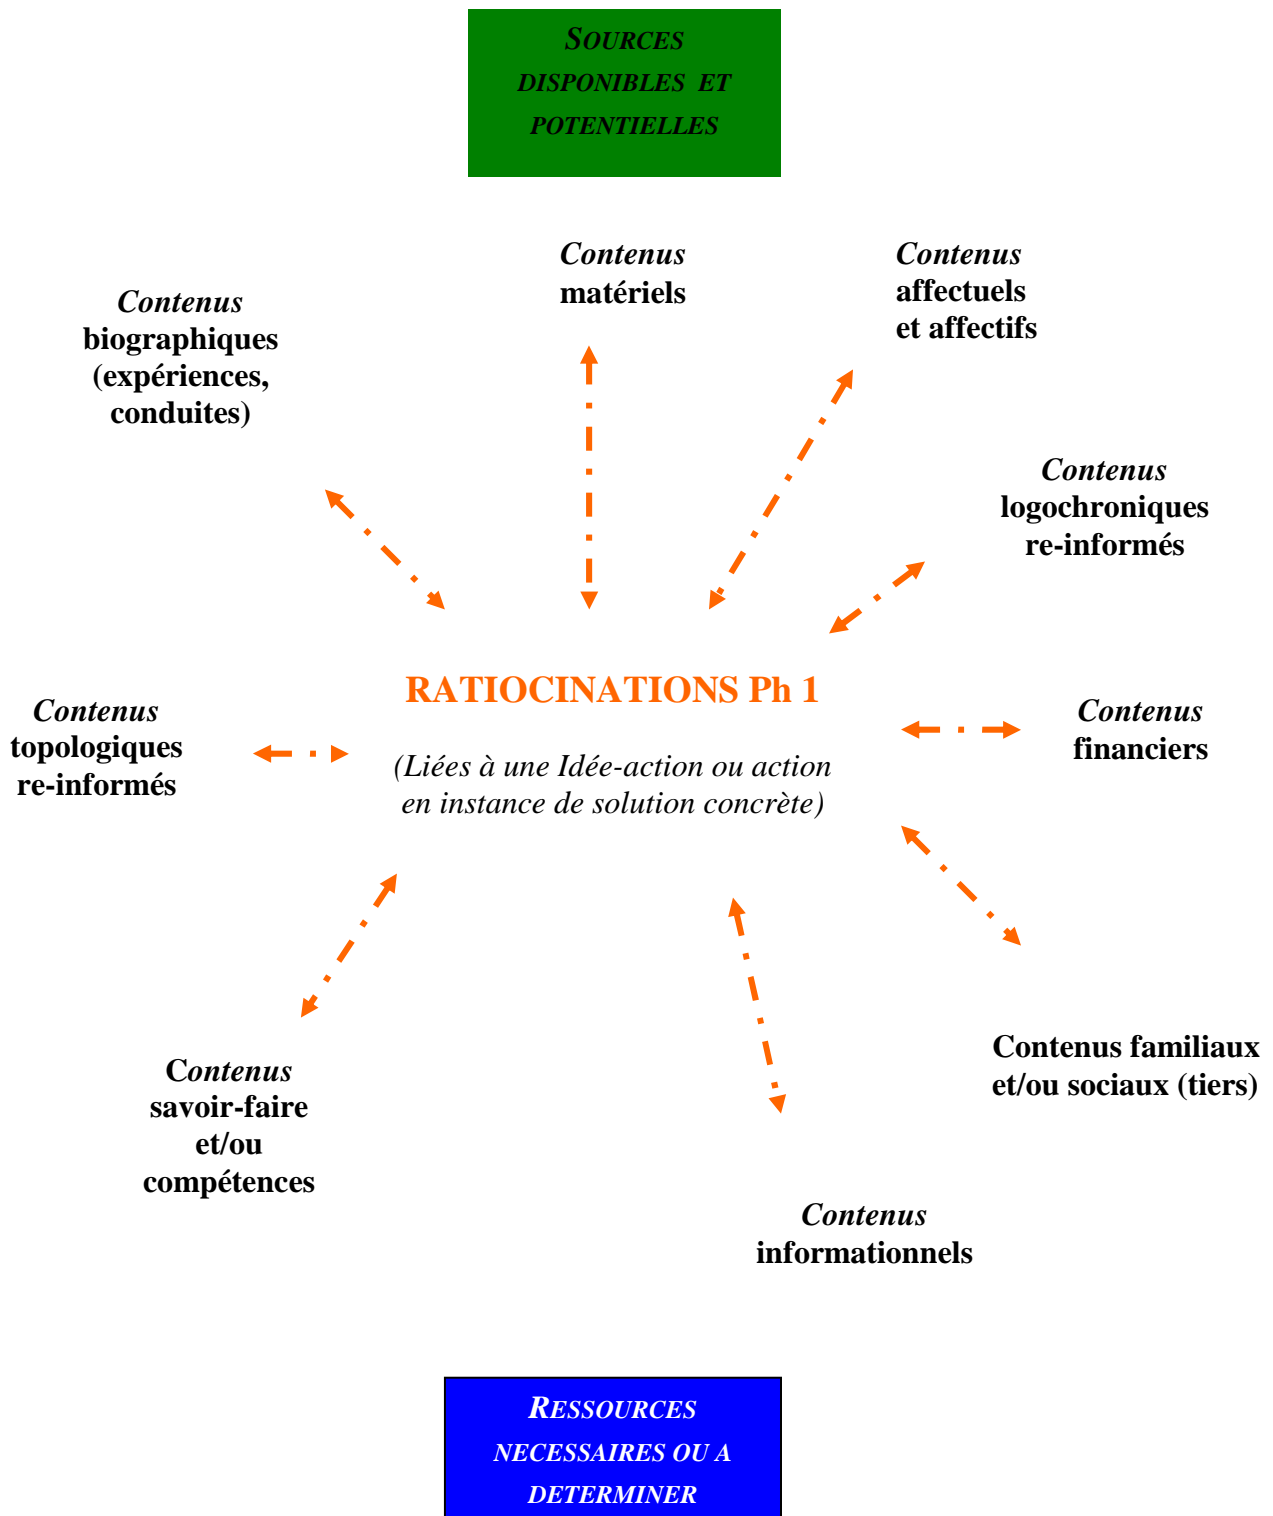 SOURCES
DISPONIBLES ET
POTENTIELLES
Contenus
matériels
Contenus
affectuels
et affectifs
Contenus
biographiques
(expériences,
conduites)
Contenus
logochroniques
re-informés
RATIOCINATIONS Ph 1
(Liées à une Idée-action ou action
en instance de solution concrète)
Contenus
topologiques
re-informés
Contenus
financiers
Contenus familiaux
et/ou sociaux (tiers)
Contenus
savoir-faire
et/ou
compétences
Contenus
informationnels
RESSOURCES
NECESSAIRES OU A
DETERMINER